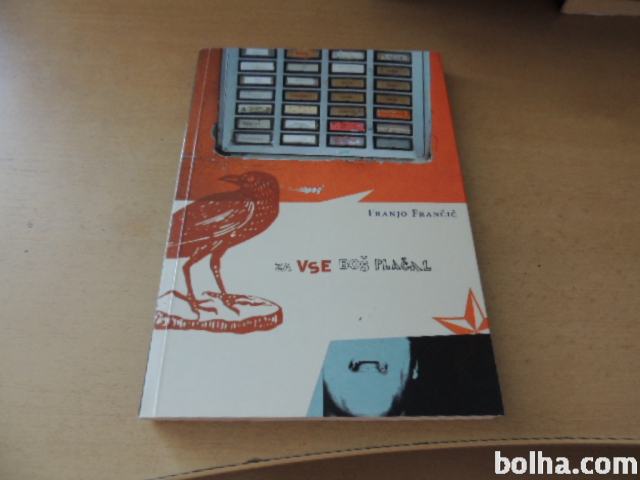 FRANJO FRANČIČ
ZA VSE BOŠ PLAČAL
bolha.com